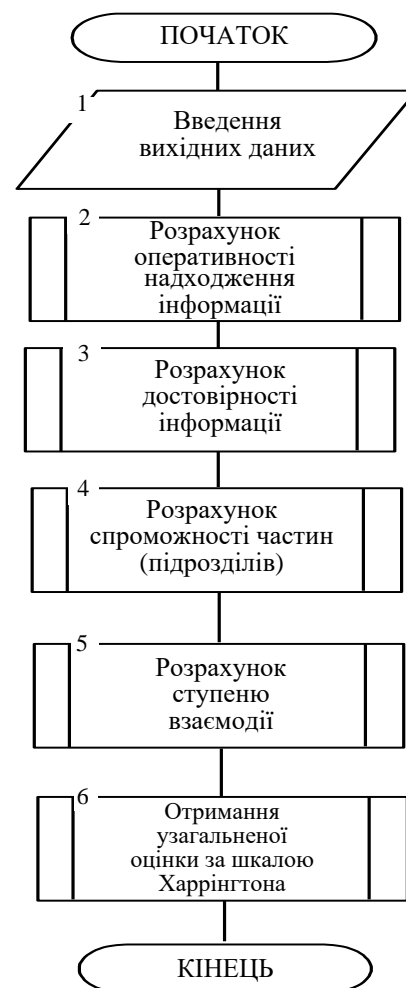 ПОЧАТОК
1
Введення
вихідних даних
2
Розрахунок
оперативності
надходження
інформації
3
Розрахунок
достовірності
інформації
4
Розрахунок
спроможності частин
(підрозділів)
5
Розрахунок
ступеню
взаємодії
6
Отримання
узагальненої
оцінки за шкалою
Харрінгтона
КІНЕЦЬ